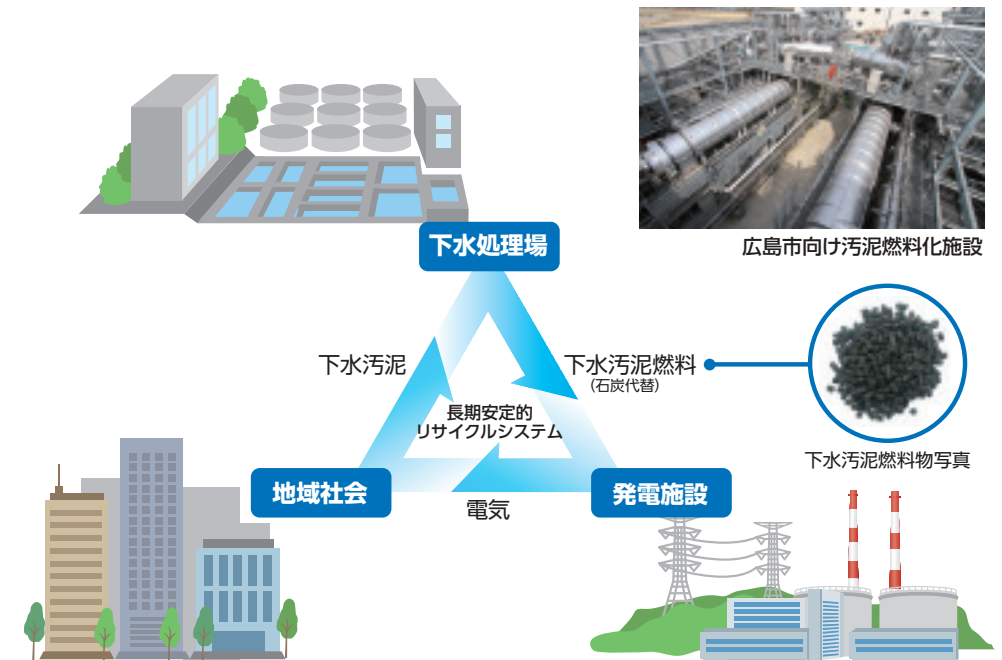 広島市向け汚泥燃料化施設
下水処理場
下水汚泥
下水汚泥燃料
（石炭代替）
長期安定的
リサイクルシステム
下水汚泥燃料物写真
地域社会
電気
発電施設